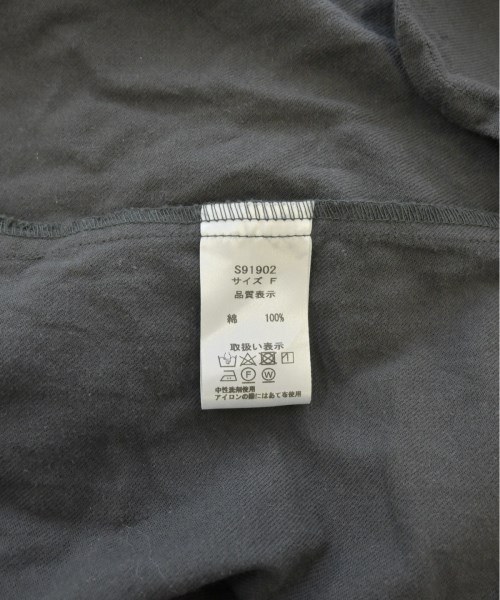 S91902
サイズ F
品質表示
綿 100%
取扱い表示
F W
中性洗剤使用
アイロンの際にはあて布使用